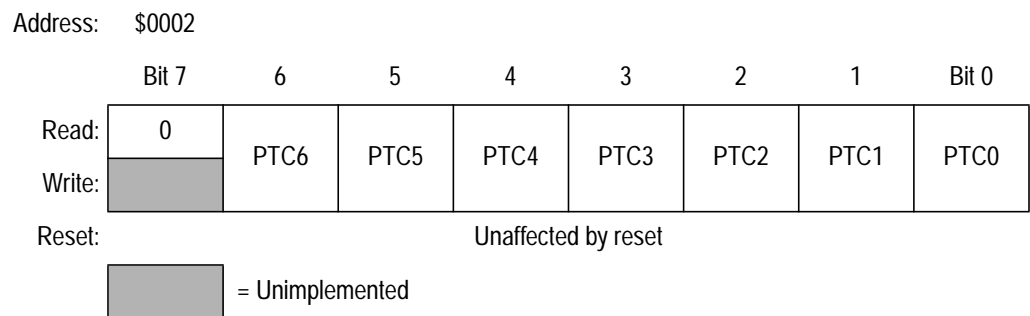 Address: $0002
Bit 7 6 5 4 3 2 1 Bit 0
Read: 0
PTC6 PTC5 PTC4 PTC3 PTC2 PTC1 PTC0
Write:
Reset: Unaffected by reset
= Unimplemented